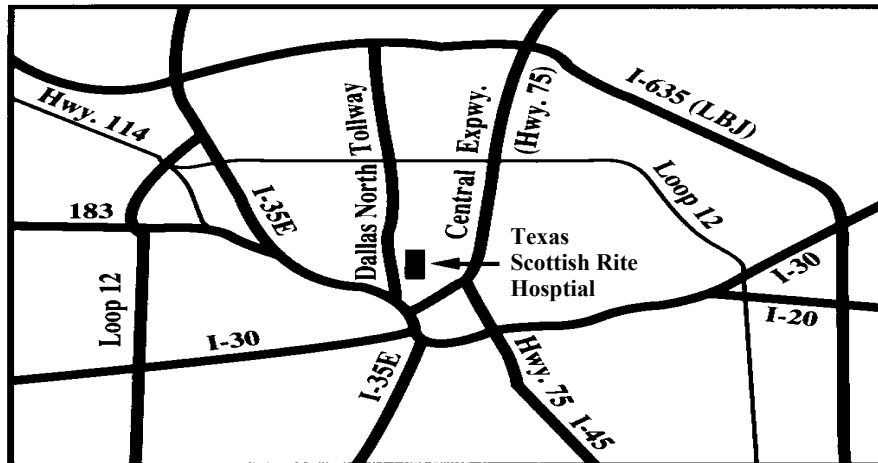 Hwy. 114
Dallas North Tollway
Central Expwy.
(Hwy. 75)
I-635 (LBJ)
183
I-35E
Loop 12
Texas
Scottish Rite
Hosptial
Loop 12
I-30
I-20
I-30
I-35E
Hwy. 75
I-45